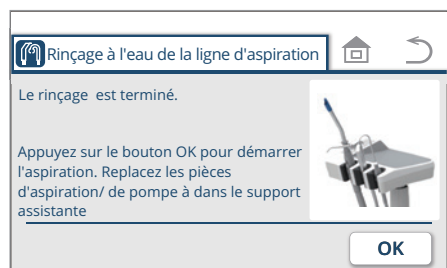 Rinçage à l'eau de la ligne d'aspiration
Le rinçage est terminé.
Appuyez sur le bouton OK pour démarrer
l'aspiration. Replacez les pièces
d'aspiration/ de pompe à dans le support
assistante
OK